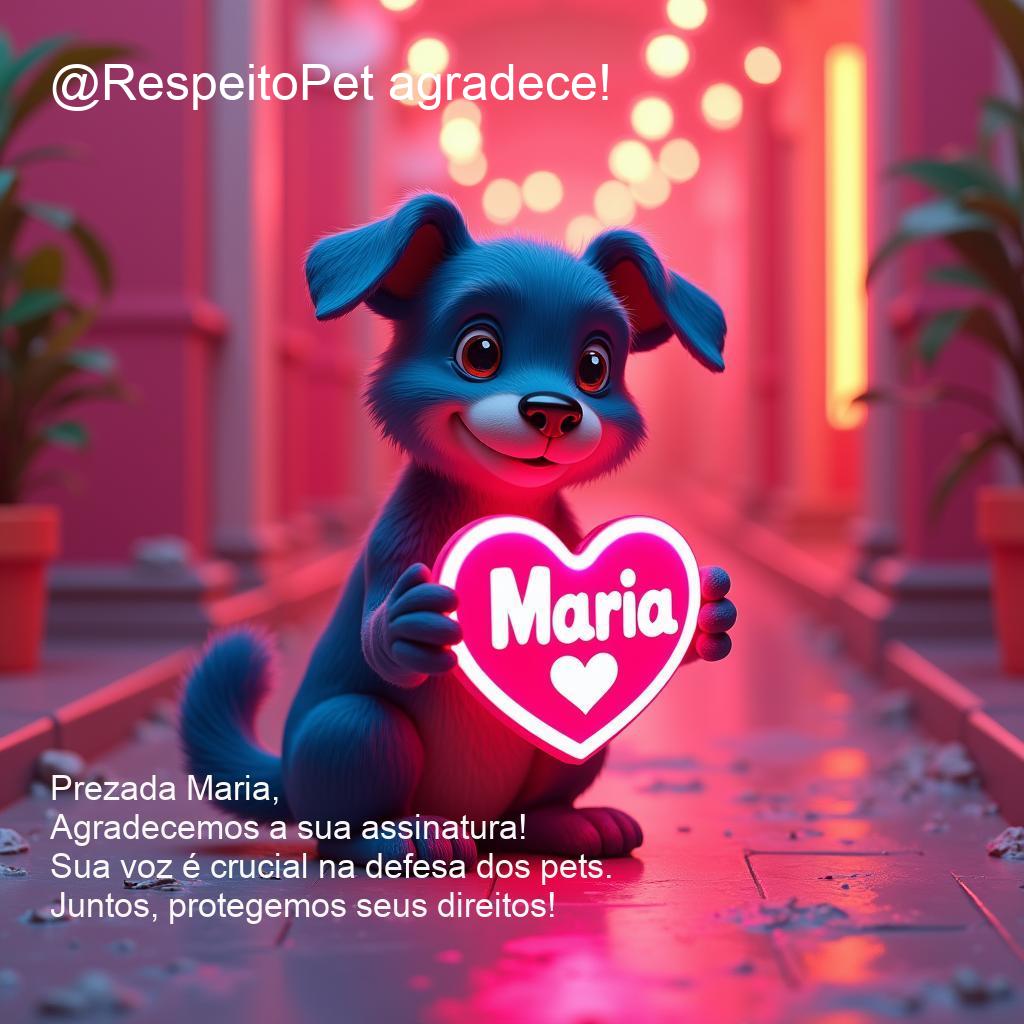 @RespeitoPet agradece!
Maria
Prezada Maria,
Agradecemos a sua assinatura!
Sua voz é crucial na defesa dos pets.
Juntos, protegemos seus direitos!